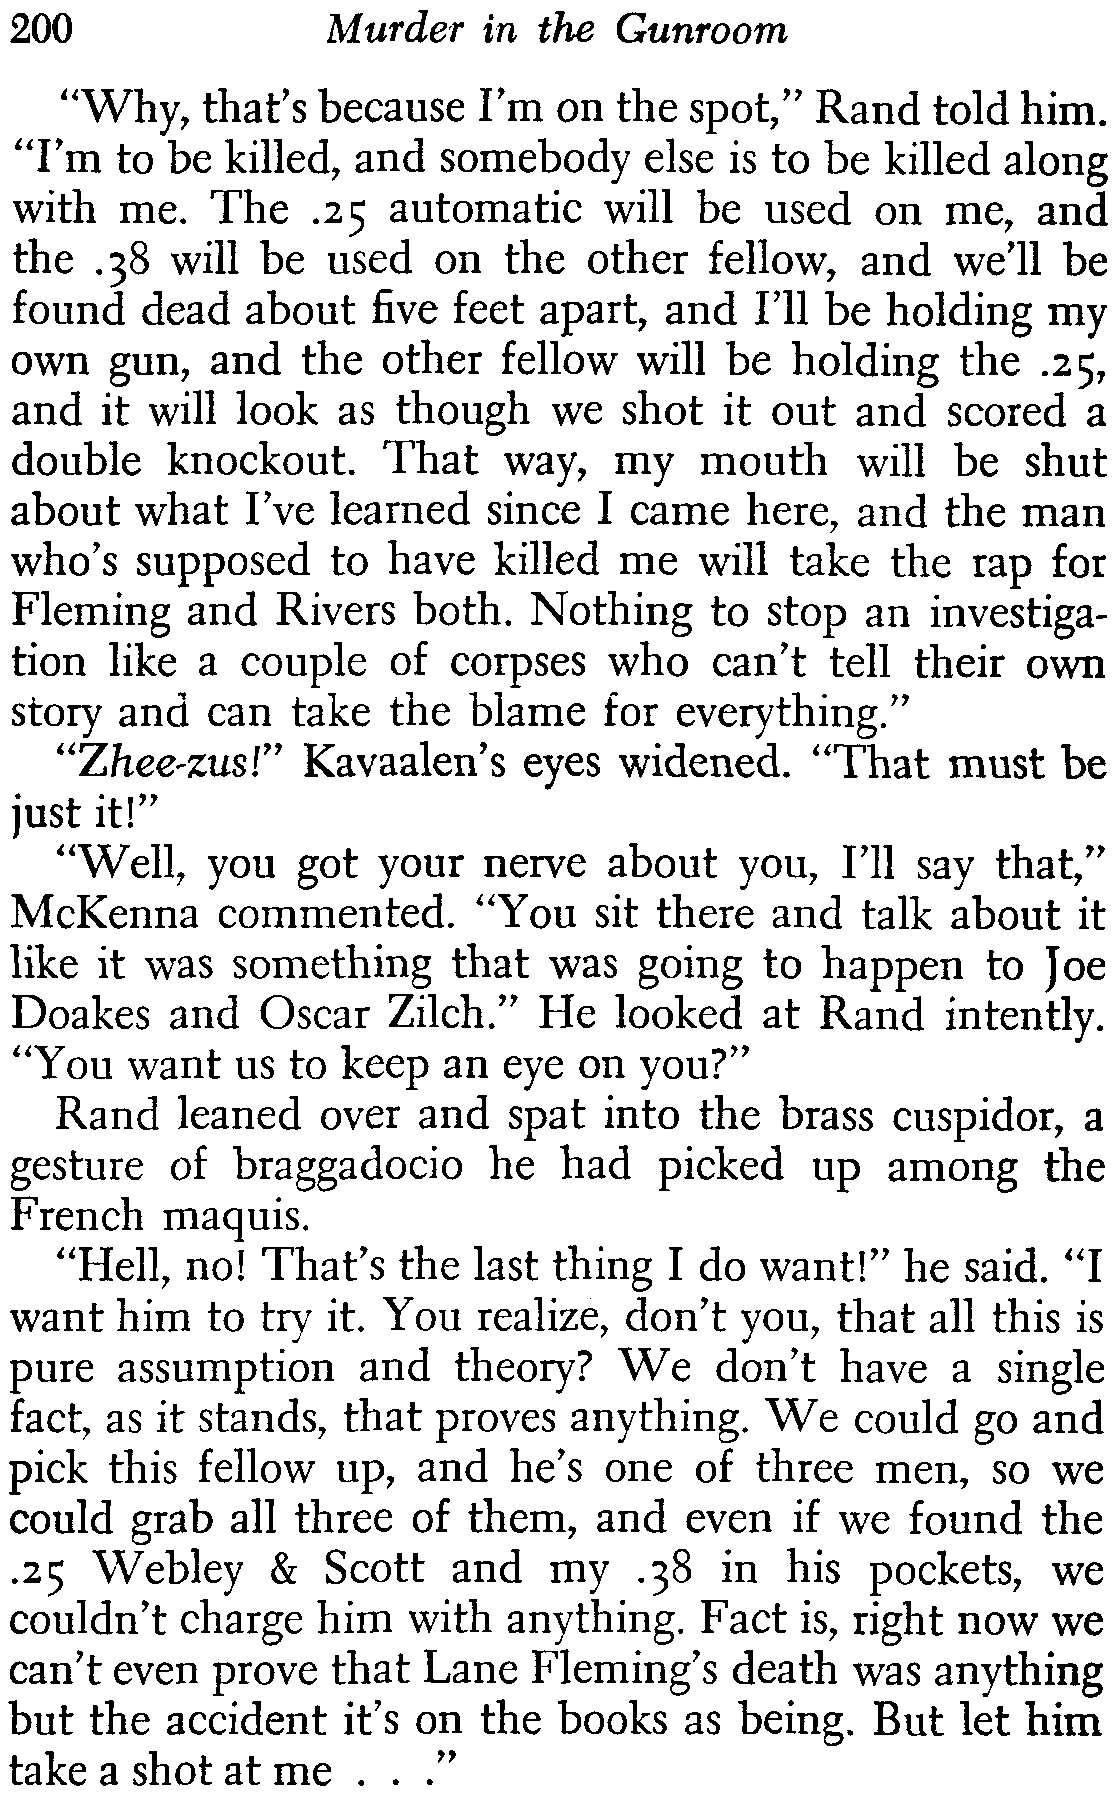 200 Murder in the Gunroom
“Why, that’s because I’m on the spot,” Rand told him.
“I’m to be killed, and somebody else is to be killed along
with me. The .25 automatic will be used on me, and
the .38 will be used on the other fellow, and we’ll be
found dead about five feet apart, and I’ll be holding my
own gun, and the other fellow will be holding the .25,
and it will look as though we shot it out and scored a
double knockout. That way, my mouth will be shut
about what I’ve learned since I came here, and the man
who’s supposed to have killed me will take the rap for
Fleming and Rivers both. Nothing to stop an investiga-
tion like a couple of corpses who can’t tell their own
story and can take the blame for everything.”
“Zhee-zus!” Kavaalen’s eyes widened. “That must be
just it!”
“Well, you got your nerve about you, I’ll say that,”
McKenna commented. “You sit there and talk about it
like it was something that was going to happen to Joe
Doakes and Oscar Zilch.” He looked at Rand intently.
“You want us to keep an eye on you?”
Rand leaned over and spat into the brass cuspidor, a
gesture of braggadocio he had picked up among the
French maquis.
“Hell, no! That’s the last thing I do want!” he said. “I
want him to try it. You realize, don’t you, that all this is
pure assumption and theory? We don’t have a single
fact, as it stands, that proves anything. We could go and
pick this fellow up, and he’s one of three men, so we
could grab all three of them, and even if we found the
.25 Webley & Scott and my .38 in his pockets, we
couldn’t charge him with anything. Fact is, right now we
can’t even prove that Lane Fleming’s death was anything
but the accident it’s on the books as being. But let him
take a shot at me . . .”